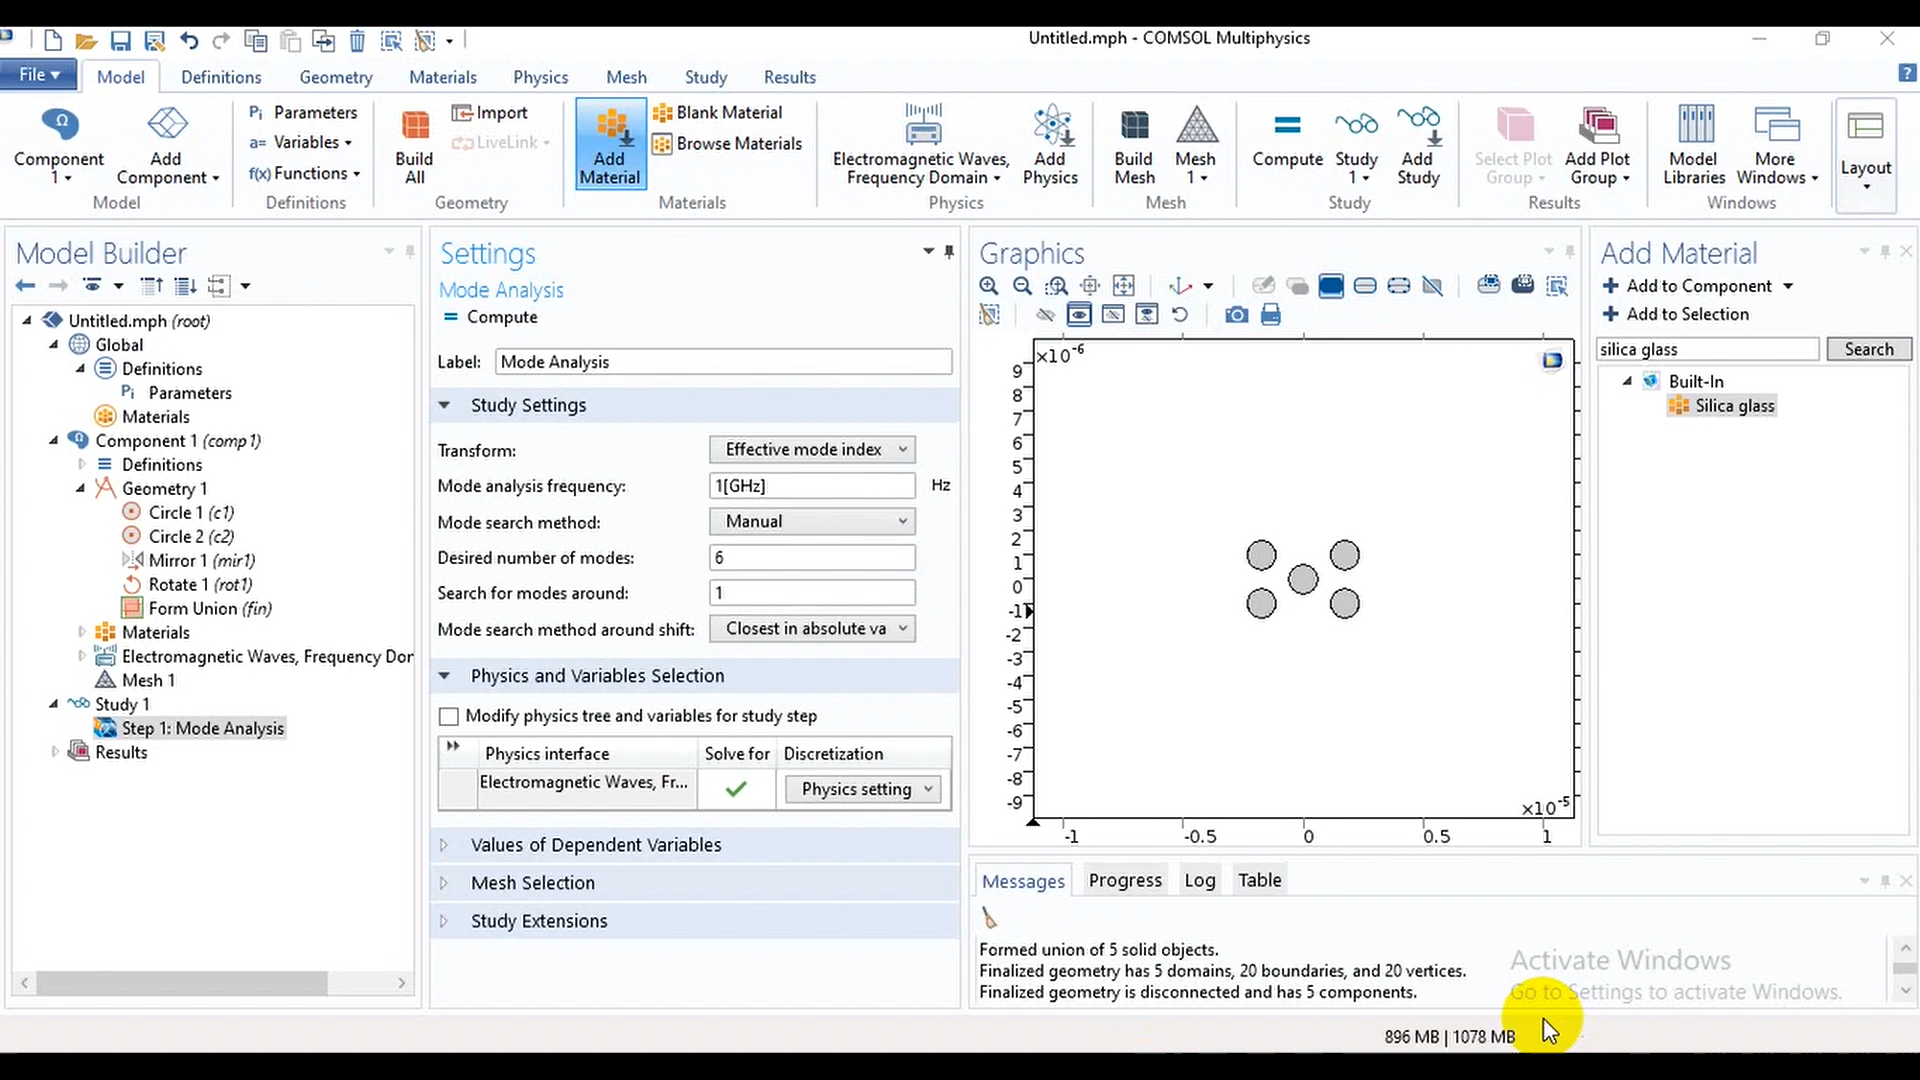 Untitled.mph - COMSOL Multiphysics
File
Model
Definitions
Geometry
Materials
Physics
Mesh
Study
Results
Component
1
Add
Component
Model
Pi Parameters
a= Variables
f(x) Functions
Definitions
Build
All
Import
LiveLink
Geometry
Add
Material
Blank Material
Browse Materials
Materials
Electromagnetic Waves,
Frequency Domain
Add
Physics
Physics
Build
Mesh
Mesh
1
Mesh
Compute
Study
1
Add
Study
Study
Select Plot
Group
Add Plot
Group
Results
Model
Libraries
More
Windows
Windows
Layout
Model Builder
Untitled.mph (root)
Global
Definitions
Pi Parameters
Materials
Component 1 (comp1)
Definitions
Geometry 1
Circle 1 (c1)
Circle 2 (c2)
Mirror 1 (mir1)
Rotate 1 (rot1)
Form Union (fin)
Materials
Electromagnetic Waves, Frequency Dor
Mesh 1
Study 1
Step 1: Mode Analysis
Results
Settings
Mode Analysis
= Compute
Label: Mode Analysis
Study Settings
Transform: Effective mode index
Mode analysis frequency: 1[GHz] Hz
Mode search method: Manual
Desired number of modes: 6
Search for modes around: 1
Mode search method around shift: Closest in absolute va
Physics and Variables Selection
Modify physics tree and variables for study step
Physics interface Solve for Discretization
Electromagnetic Waves, Fr... Physics setting
Values of Dependent Variables
Mesh Selection
Study Extensions
Graphics
×10⁻⁶
9
8
7
6
5
4
3
2
1
0
-1
-2
-3
-4
-5
-6
-7
-8
-9
×10⁻⁵
-1 -0.5 0 0.5 1
Messages Progress Log Table
Formed union of 5 solid objects.
Finalized geometry has 5 domains, 20 boundaries, and 20 vertices.
Finalized geometry is disconnected and has 5 components.
Add Material
+ Add to Component
+ Add to Selection
silica glass Search
Built-In
Silica glass
Activate Windows
Go to Settings to activate Windows.
896 MB | 1078 MB